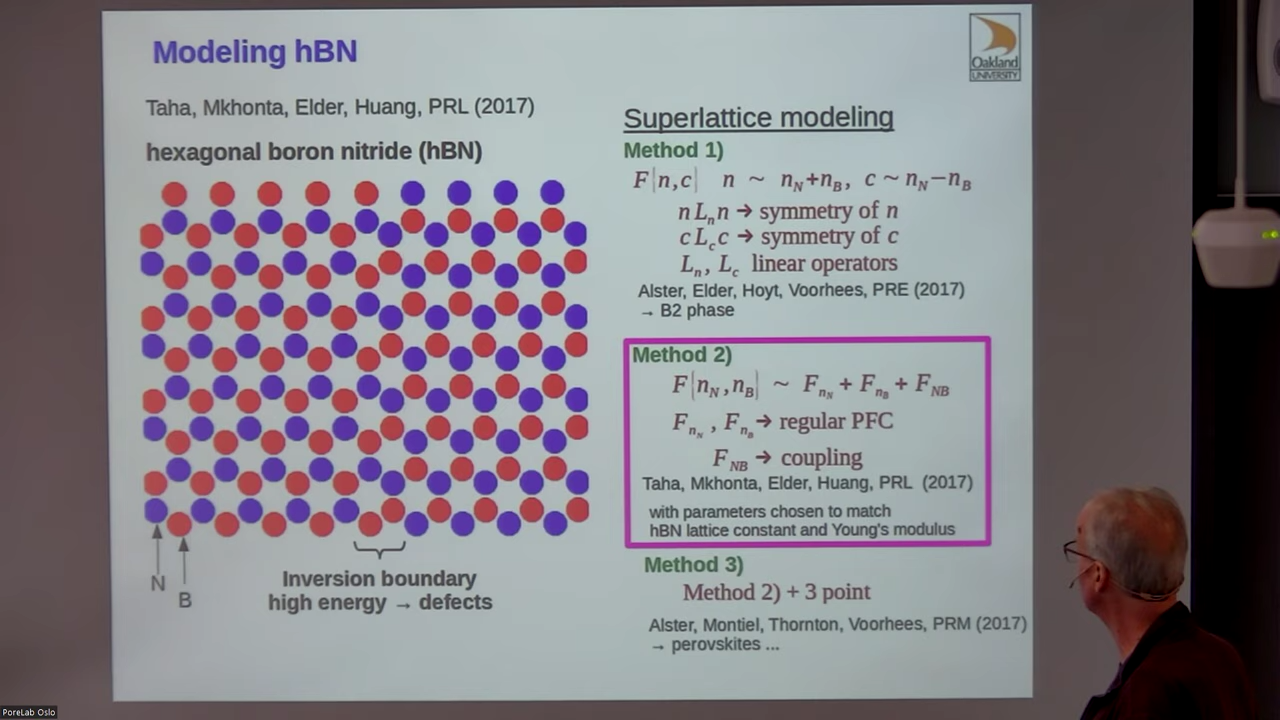 Modeling hBN
Oakland
UNIVERSITY
Taha, Mkhonta, Elder, Huang, PRL (2017)
hexagonal boron nitride (hBN)
N
B
Inversion boundary
high energy → defects
Superlattice modeling
Method 1)
F[n,c] n ~ n_N+n_B, c ~ n_N−n_B
n L_n n → symmetry of n
c L_c c → symmetry of c
L_n, L_c linear operators
Alster, Elder, Hoyt, Voorhees, PRE (2017)
→ B2 phase
Method 2)
F[n_N,n_B] ~ F_{n_N} + F_{n_B} + F_{NB}
F_{n_N}, F_{n_B} → regular PFC
F_{NB} → coupling
Taha, Mkhonta, Elder, Huang, PRL (2017)
with parameters chosen to match
hBN lattice constant and Young's modulus
Method 3)
Method 2) + 3 point
Alster, Montiel, Thornton, Voorhees, PRM (2017)
→ perovskites ...
PoreLab Oslo